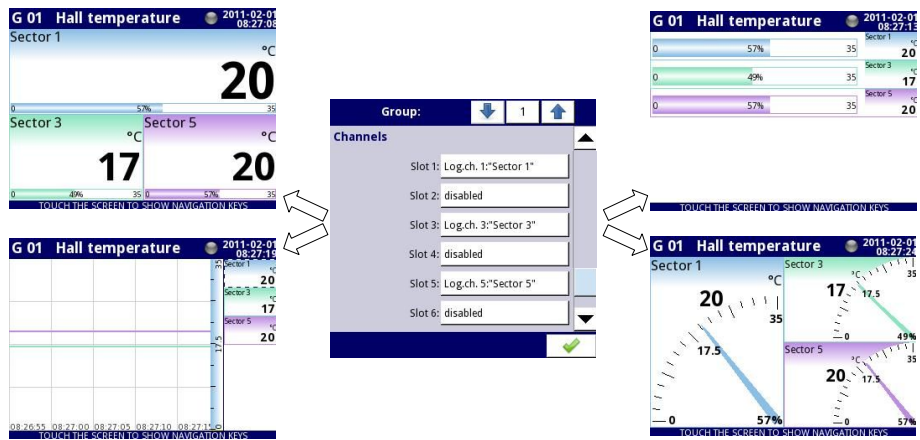 G 01 Hall temperature 2011-02-01
08:27:08
Sector 1
°C
20
0 57% 35
Sector 3 Sector 5
°C °C
17 20
0 49% 35 0 57% 35
TOUCH THE SCREEN TO SHOW NAVIGATION KEYS
Group: 1
Channels
Slot 1: Log.ch. 1:"Sector 1"
Slot 2: disabled
Slot 3: Log.ch. 3:"Sector 3"
Slot 4: disabled
Slot 5: Log.ch. 5:"Sector 5"
Slot 6: disabled
G 01 Hall temperature 2011-02-01
08:27:13
0 57% 35
Sector 1
°C
20
0 49% 35
Sector 3
°C
17
0 57% 35
Sector 5
°C
20
TOUCH THE SCREEN TO SHOW NAVIGATION KEYS
G 01 Hall temperature 2011-02-01
08:27:19
35
17.5
0
Sector 1
°C
20
Sector 3
°C
17
Sector 5
°C
20
08:26:55 08:27:00 08:27:05 08:27:10 08:27:15
TOUCH THE SCREEN TO SHOW NAVIGATION KEYS
G 01 Hall temperature 2011-02-01
08:27:24
Sector 1
°C
20
35
17.5
0 57%
Sector 3
°C 35
17 17.5
0 49%
Sector 5
°C 35
20 17.5
0 57%
TOUCH THE SCREEN TO SHOW NAVIGATION KEYS